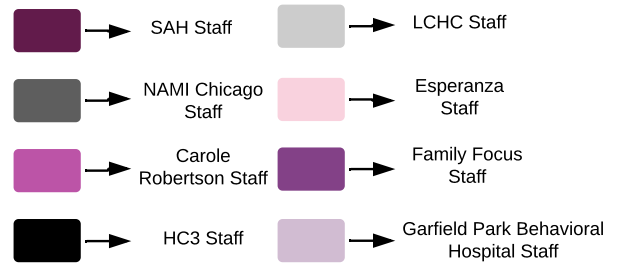 SAH Staff
NAMI Chicago
Staff
Carole
Robertson Staff
HC3 Staff
LCHC Staff
Esperanza
Staff
Family Focus
Staff
Garfield Park Behavioral
Hospital Staff